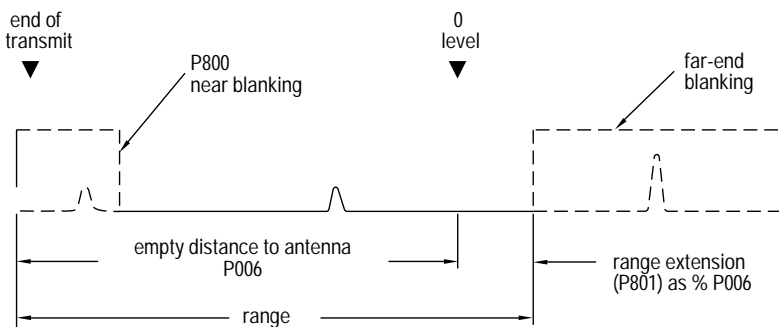 end of
transmit
0
level
P800
near blanking
far-end
blanking
empty distance to antenna
P006
range extension
(P801) as % P006
range